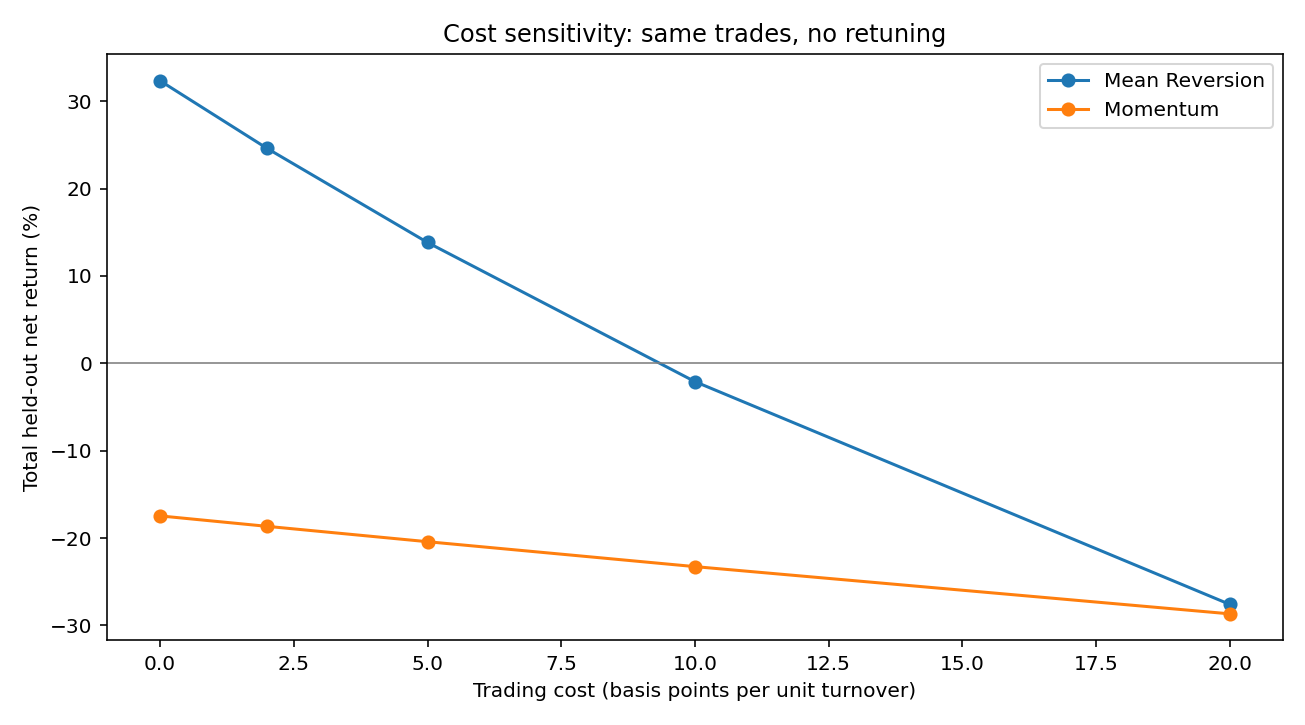 Cost sensitivity: same trades, no retuning
Mean Reversion
Momentum
Total held-out net return (%)
30
20
10
0
−10
−20
−30
0.0 2.5 5.0 7.5 10.0 12.5 15.0 17.5 20.0
Trading cost (basis points per unit turnover)